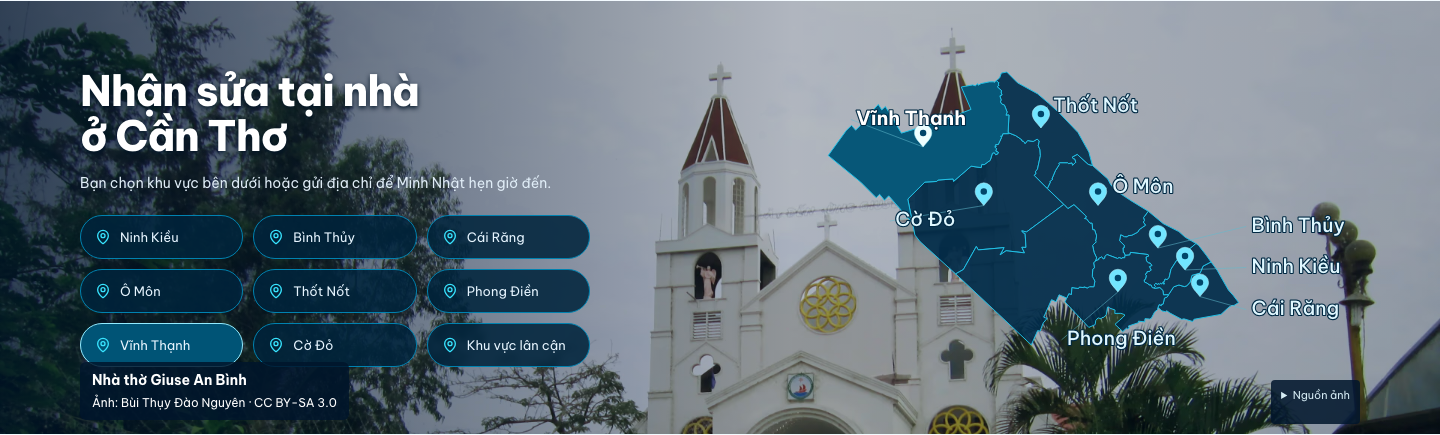 Nhận sửa tại nhà
ở Cần Thơ
Bạn chọn khu vực bên dưới hoặc gửi địa chỉ để Minh Nhật hẹn giờ đến.
Ninh Kiều
Bình Thủy
Cái Răng
Ô Môn
Thốt Nốt
Phong Điền
Vĩnh Thạnh
Cờ Đỏ
Khu vực lân cận
Nhà thờ Giuse An Bình
Ảnh: Bùi Thụy Đào Nguyên · CC BY-SA 3.0
Thốt Nốt
Vĩnh Thạnh
Ô Môn
Cờ Đỏ
Bình Thủy
Ninh Kiều
Cái Răng
Phong Điền
Nguồn ảnh